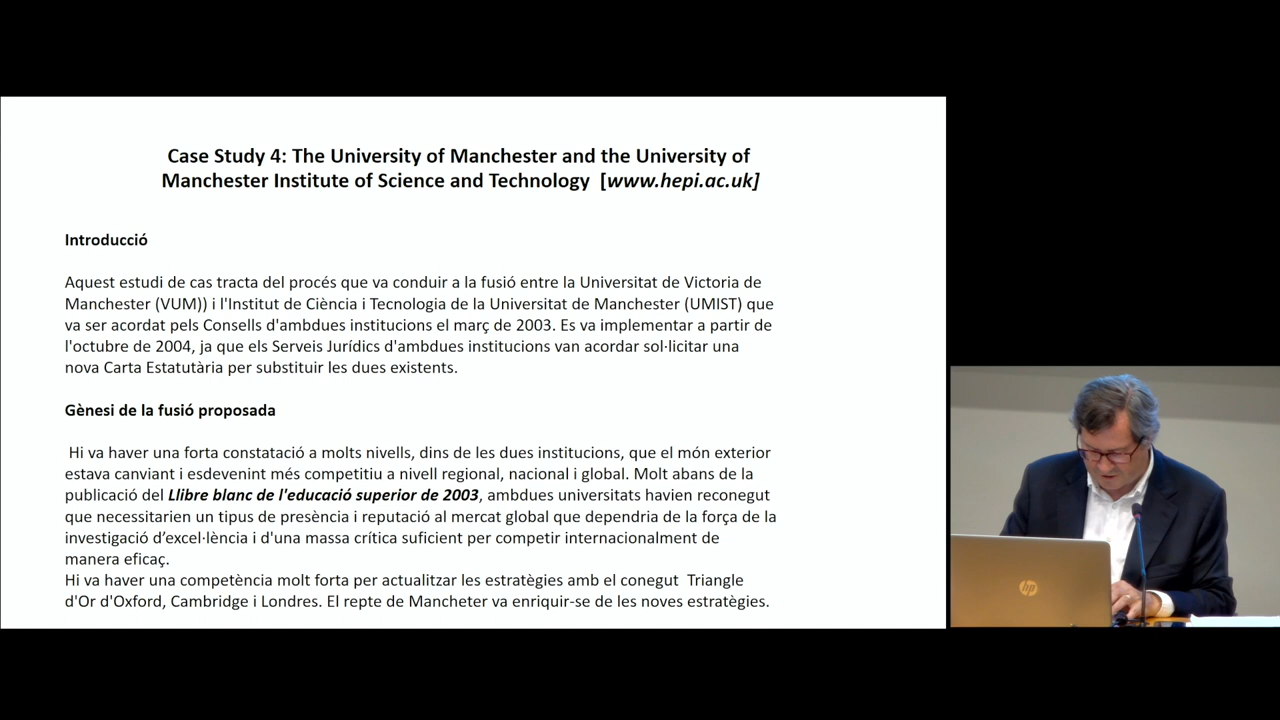 Case Study 4: The University of Manchester and the University of
Manchester Institute of Science and Technology [www.hepi.ac.uk]
Introducció
Aquest estudi de cas tracta del procés que va conduir a la fusió entre la Universitat de Victoria de
Manchester (VUM)) i l'Institut de Ciència i Tecnologia de la Universitat de Manchester (UMIST) que
va ser acordat pels Consells d'ambdues institucions el març de 2003. Es va implementar a partir de
l'octubre de 2004, ja que els Serveis Jurídics d'ambdues institucions van acordar sol·licitar una
nova Carta Estatutària per substituir les dues existents.
Gènesi de la fusió proposada
Hi va haver una forta constatació a molts nivells, dins de les dues institucions, que el món exterior
estava canviant i esdevenint més competitiu a nivell regional, nacional i global. Molt abans de la
publicació del Llibre blanc de l'educació superior de 2003, ambdues universitats havien reconegut
que necessitarien un tipus de presència i reputació al mercat global que dependria de la força de la
investigació d’excel·lència i d'una massa crítica suficient per competir internacionalment de
manera eficaç.
Hi va haver una competència molt forta per actualitzar les estratègies amb el conegut Triangle
d'Or d'Oxford, Cambridge i Londres. El repte de Mancheter va enriquir-se de les noves estratègies.
hp